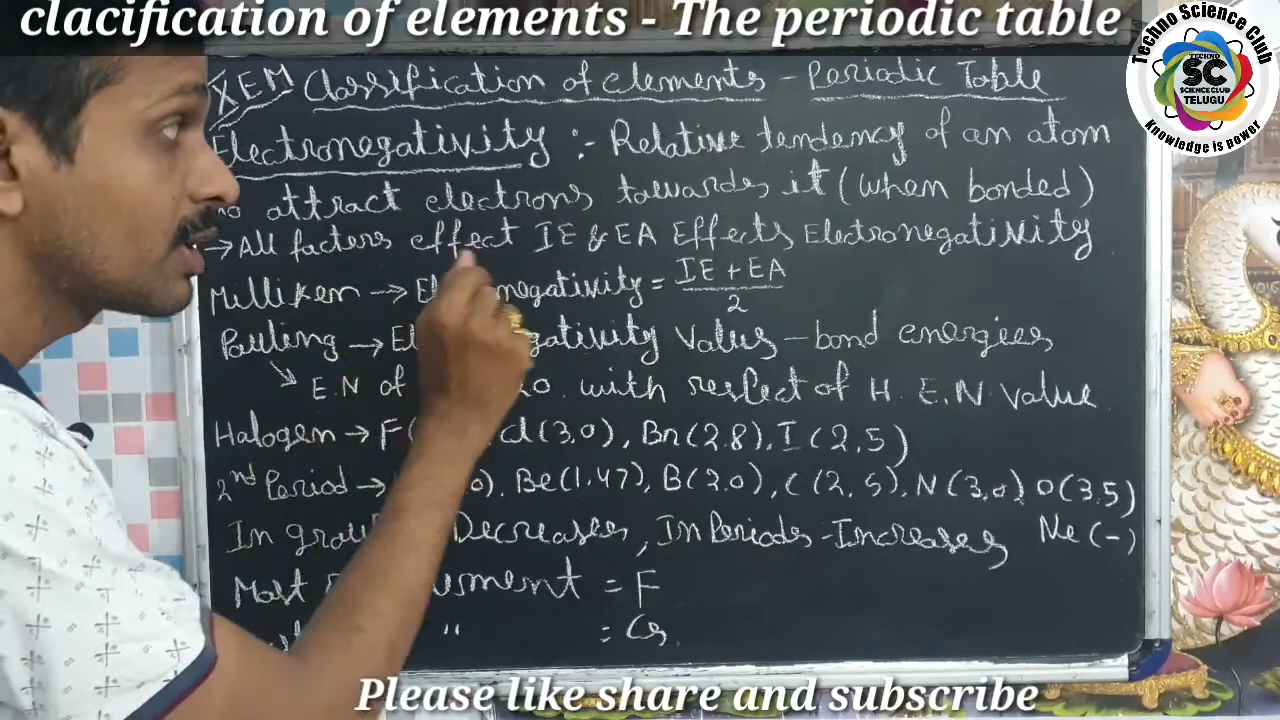 clacification of elements - The periodic table
Techno Science Club
TECHNO
SC
SCIENCE CLUB
TELUGU
Knowledge is Power
XEM Classification of elements - Periodic Table
Electronegativity :- Relative tendency of an atom
attract electrons towards it (when bonded)
→ All factors effect IE & EA Effects Electronegativity
Milliken → El negativity = IE + EA
2
Pauling → El gativity Values - bond energies
↘ E.N of with respect of H. E.N value
Halogen → F( Cl (3,0), Br (2.8), I (2,5)
2nd Period → 0), Be(1.47), B(2.0), C (2,5), N(3,0) O(3.5)
Ne (-)
In grou Decreases, In Periods - Increases
Most ement = F
" = Cs.
Please like share and subscribe